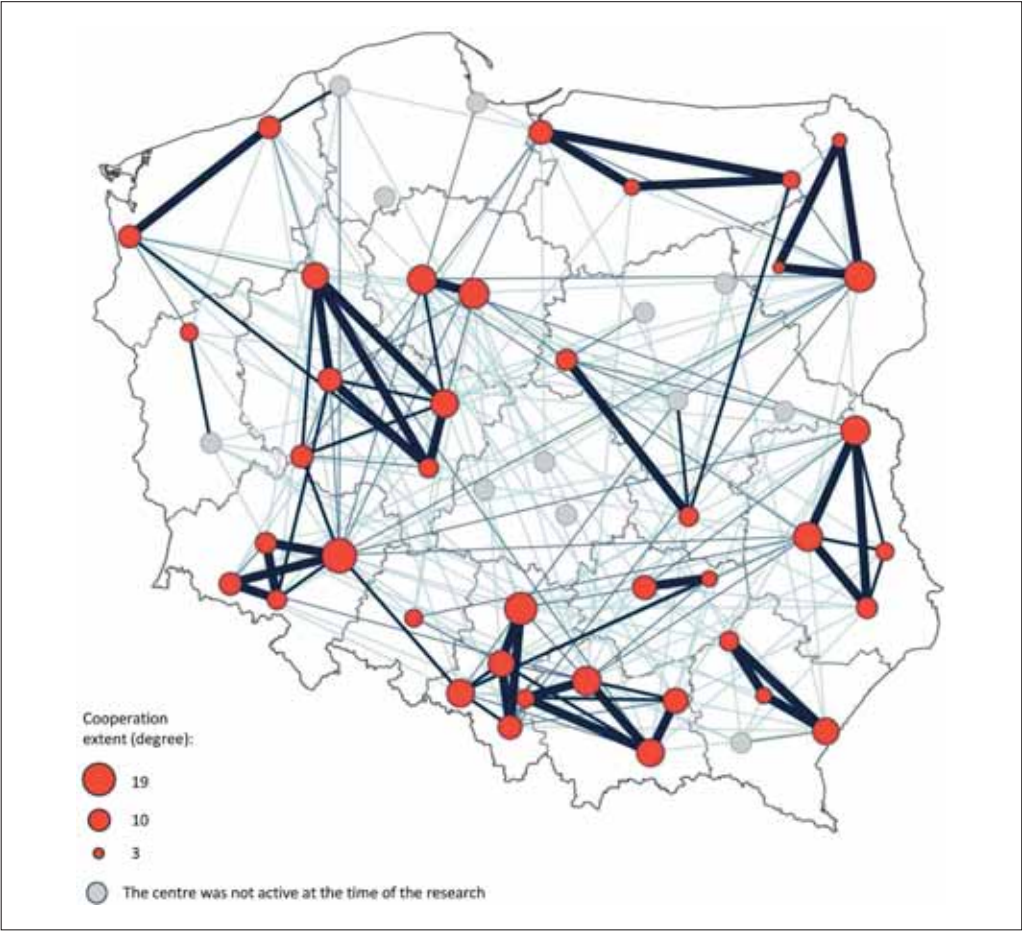 Cooperation
extent (degree):
19
10
3
The centre was not active at the time of the research